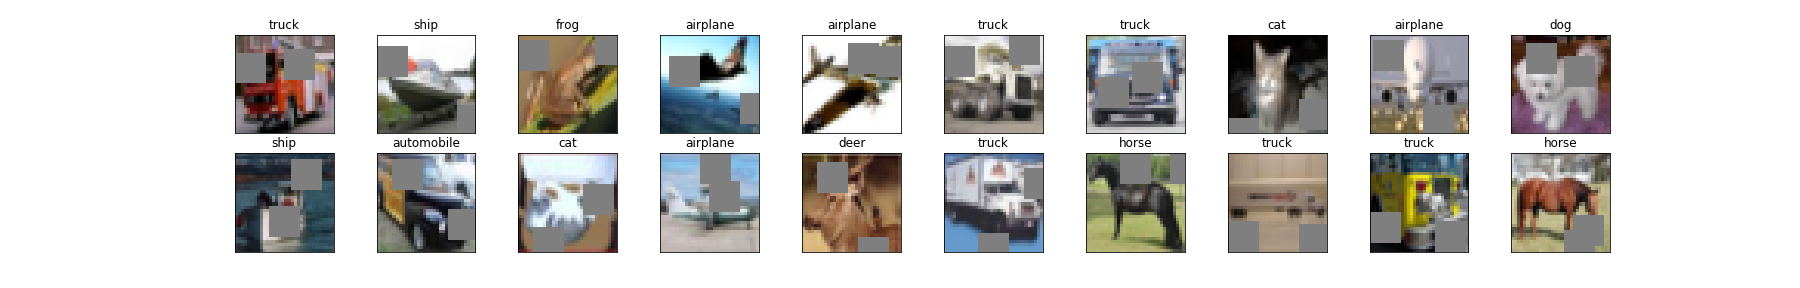 truck ship frog airplane airplane truck truck cat airplane dog
ship automobile cat airplane deer truck horse truck truck horse